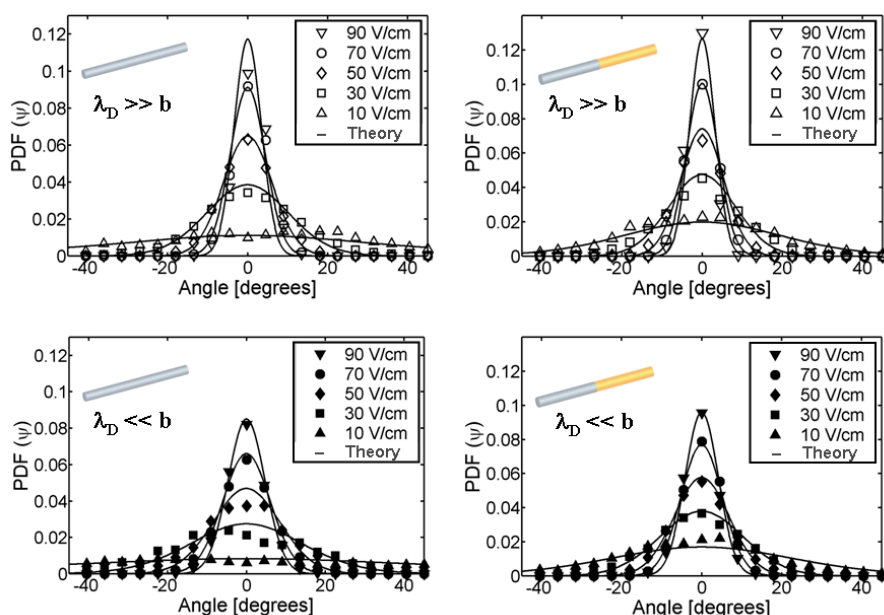 PDF (ψ)
0.12
0.1
0.08
0.06
0.04
0.02
0
λD >> b
90 V/cm
70 V/cm
50 V/cm
30 V/cm
10 V/cm
– Theory
-40 -20 0 20 40
Angle [degrees]
PDF (ψ)
0.12
0.1
0.08
0.06
0.04
0.02
0
λD >> b
90 V/cm
70 V/cm
50 V/cm
30 V/cm
10 V/cm
– Theory
-40 -20 0 20 40
Angle [degrees]
PDF (ψ)
0.12
0.1
0.08
0.06
0.04
0.02
0
λD << b
90 V/cm
70 V/cm
50 V/cm
30 V/cm
10 V/cm
– Theory
-40 -20 0 20 40
Angle [degrees]
PDF (ψ)
0.12
0.1
0.08
0.06
0.04
0.02
0
λD << b
90 V/cm
70 V/cm
50 V/cm
30 V/cm
10 V/cm
– Theory
-40 -20 0 20 40
Angle [degrees]